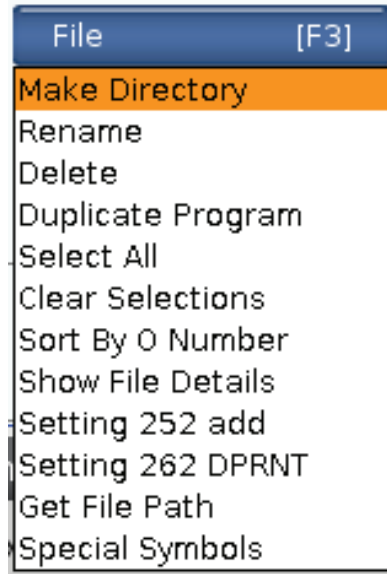 File [F3]
Make Directory
Rename
Delete
Duplicate Program
Select All
Clear Selections
Sort By O Number
Show File Details
Setting 252 add
Setting 262 DPRNT
Get File Path
Special Symbols